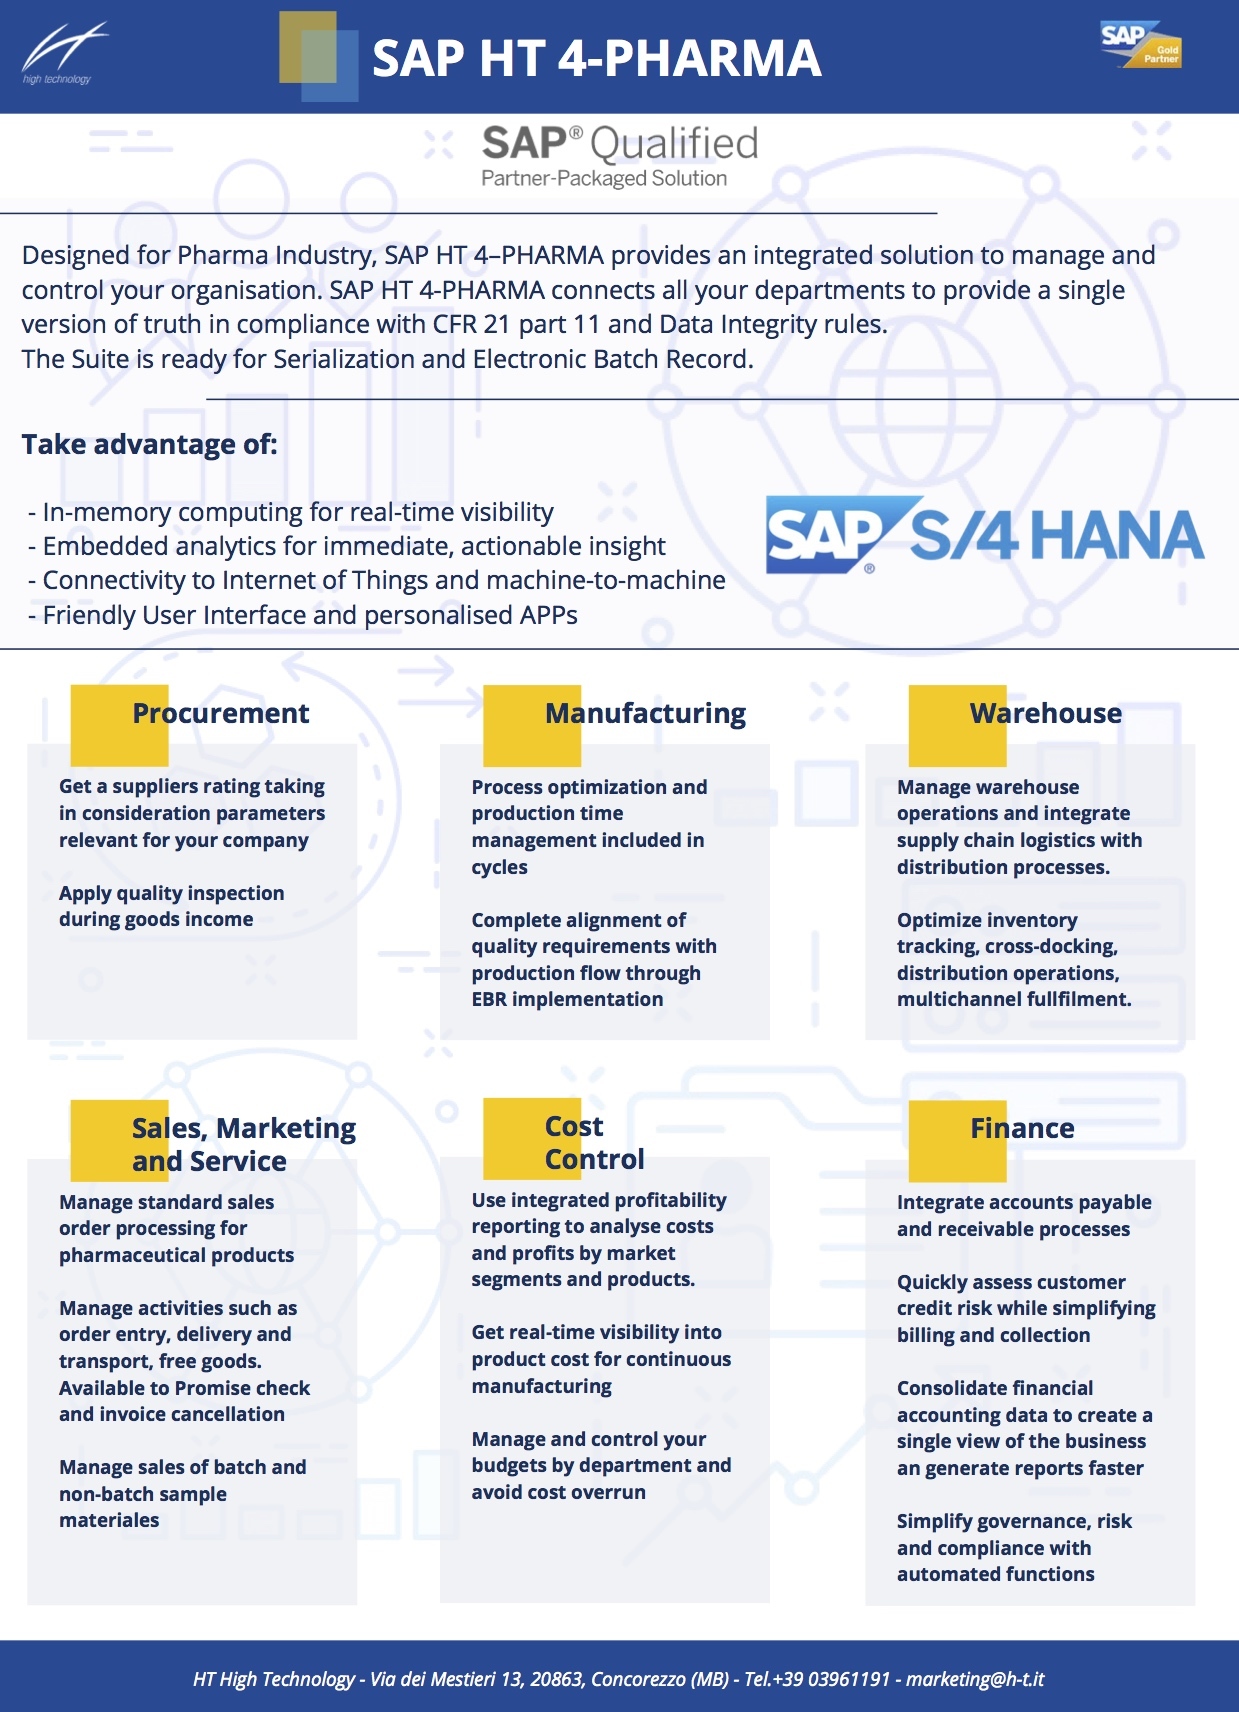 HT
high technology
SAP HT 4-PHARMA
SAP
Gold
Partner
SAP® Qualified
Partner-Packaged Solution
Designed for Pharma Industry, SAP HT 4–PHARMA provides an integrated solution to manage and
control your organisation. SAP HT 4-PHARMA connects all your departments to provide a single
version of truth in compliance with CFR 21 part 11 and Data Integrity rules.
The Suite is ready for Serialization and Electronic Batch Record.
Take advantage of:
- In-memory computing for real-time visibility
- Embedded analytics for immediate, actionable insight
- Connectivity to Internet of Things and machine-to-machine
- Friendly User Interface and personalised APPs
SAP® S/4 HANA
Procurement
Get a suppliers rating taking
in consideration parameters
relevant for your company
Apply quality inspection
during goods income
Manufacturing
Process optimization and
production time
management included in
cycles
Complete alignment of
quality requirements with
production flow through
EBR implementation
Warehouse
Manage warehouse
operations and integrate
supply chain logistics with
distribution processes.
Optimize inventory
tracking, cross-docking,
distribution operations,
multichannel fullfilment.
Sales, Marketing
and Service
Manage standard sales
order processing for
pharmaceutical products
Manage activities such as
order entry, delivery and
transport, free goods.
Available to Promise check
and invoice cancellation
Manage sales of batch and
non-batch sample
materiales
Cost
Control
Use integrated profitability
reporting to analyse costs
and profits by market
segments and products.
Get real-time visibility into
product cost for continuous
manufacturing
Manage and control your
budgets by department and
avoid cost overrun
Finance
Integrate accounts payable
and receivable processes
Quickly assess customer
credit risk while simplifying
billing and collection
Consolidate financial
accounting data to create a
single view of the business
an generate reports faster
Simplify governance, risk
and compliance with
automated functions
HT High Technology - Via dei Mestieri 13, 20863, Concorezzo (MB) - Tel.+39 03961191 - marketing@h-t.it